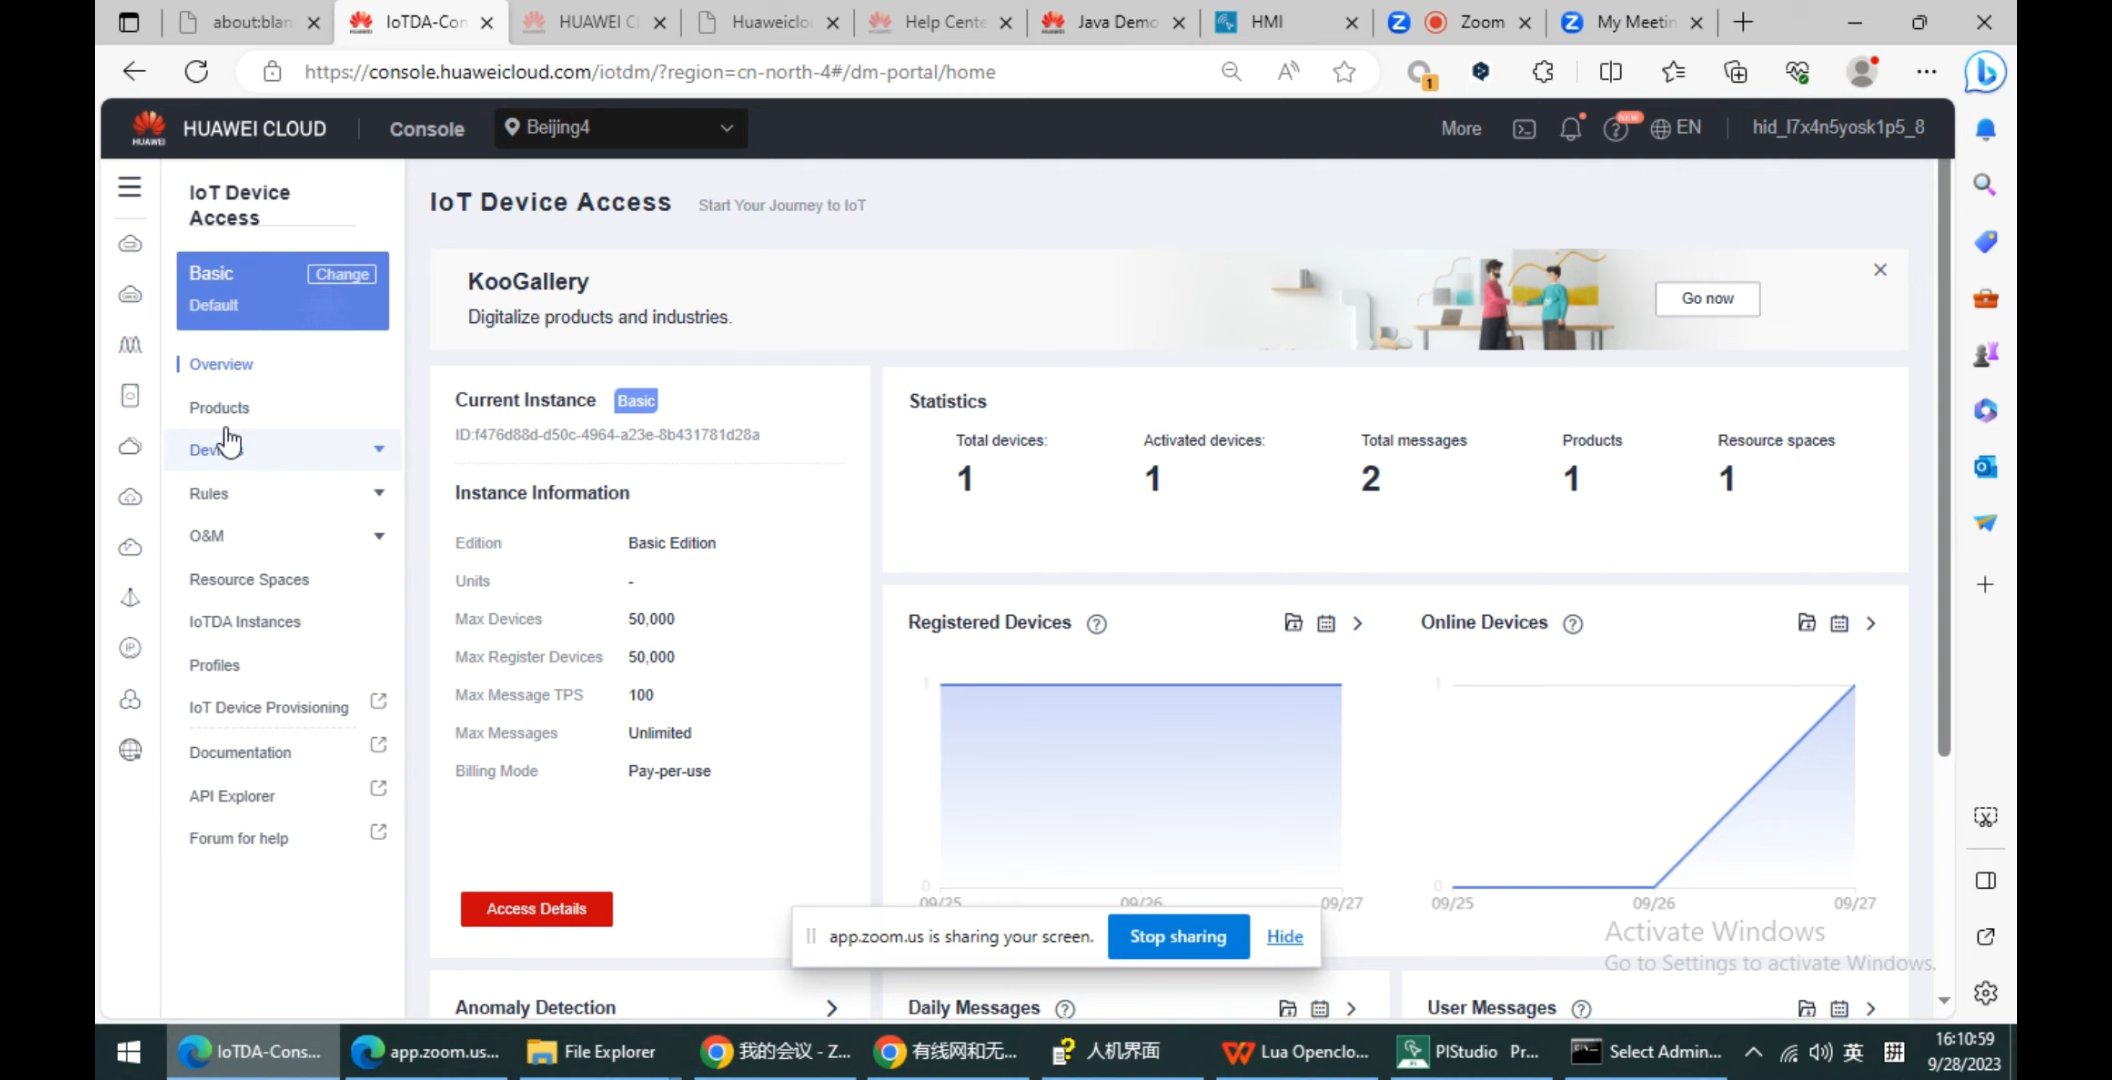 about:blan
IoTDA-Con
HUAWEI Cl
Huaweiclo
Help Cente
Java Demo
HMI
Zoom
My Meetin
https://console.huaweicloud.com/iotdm/?region=cn-north-4#/dm-portal/home
1
HUAWEI
HUAWEI CLOUD
Console
Beijing4
More
NEW
EN
hid_l7x4n5yosk1p5_8
IoT Device
Access
Basic
Change
Default
Overview
Products
Rules
O&M
Resource Spaces
IoTDA Instances
Profiles
IoT Device Provisioning
Documentation
API Explorer
Forum for help
IoT Device Access
Start Your Journey to IoT
KooGallery
Digitalize products and industries.
Go now
Current Instance
Basic
ID:f476d88d-d50c-4964-a23e-8b431781d28a
Instance Information
Edition
Basic Edition
Units
-
Max Devices
50,000
Max Register Devices
50,000
Max Message TPS
100
Max Messages
Unlimited
Billing Mode
Pay-per-use
Access Details
Statistics
Total devices:
1
Activated devices:
1
Total messages
2
Products
1
Resource spaces
1
Registered Devices
1
0
09/25
09/26
09/27
Online Devices
1
0
09/25
09/26
09/27
app.zoom.us is sharing your screen.
Stop sharing
Hide
Activate Windows
Go to Settings to activate Windows.
Anomaly Detection
Daily Messages
User Messages
IoTDA-Cons...
app.zoom.us...
File Explorer
我的会议 - Z...
有线网和无...
人机界面
Lua Openclo...
PIStudio Pr...
Select Admin...
英
拼
16:10:59
9/28/2023